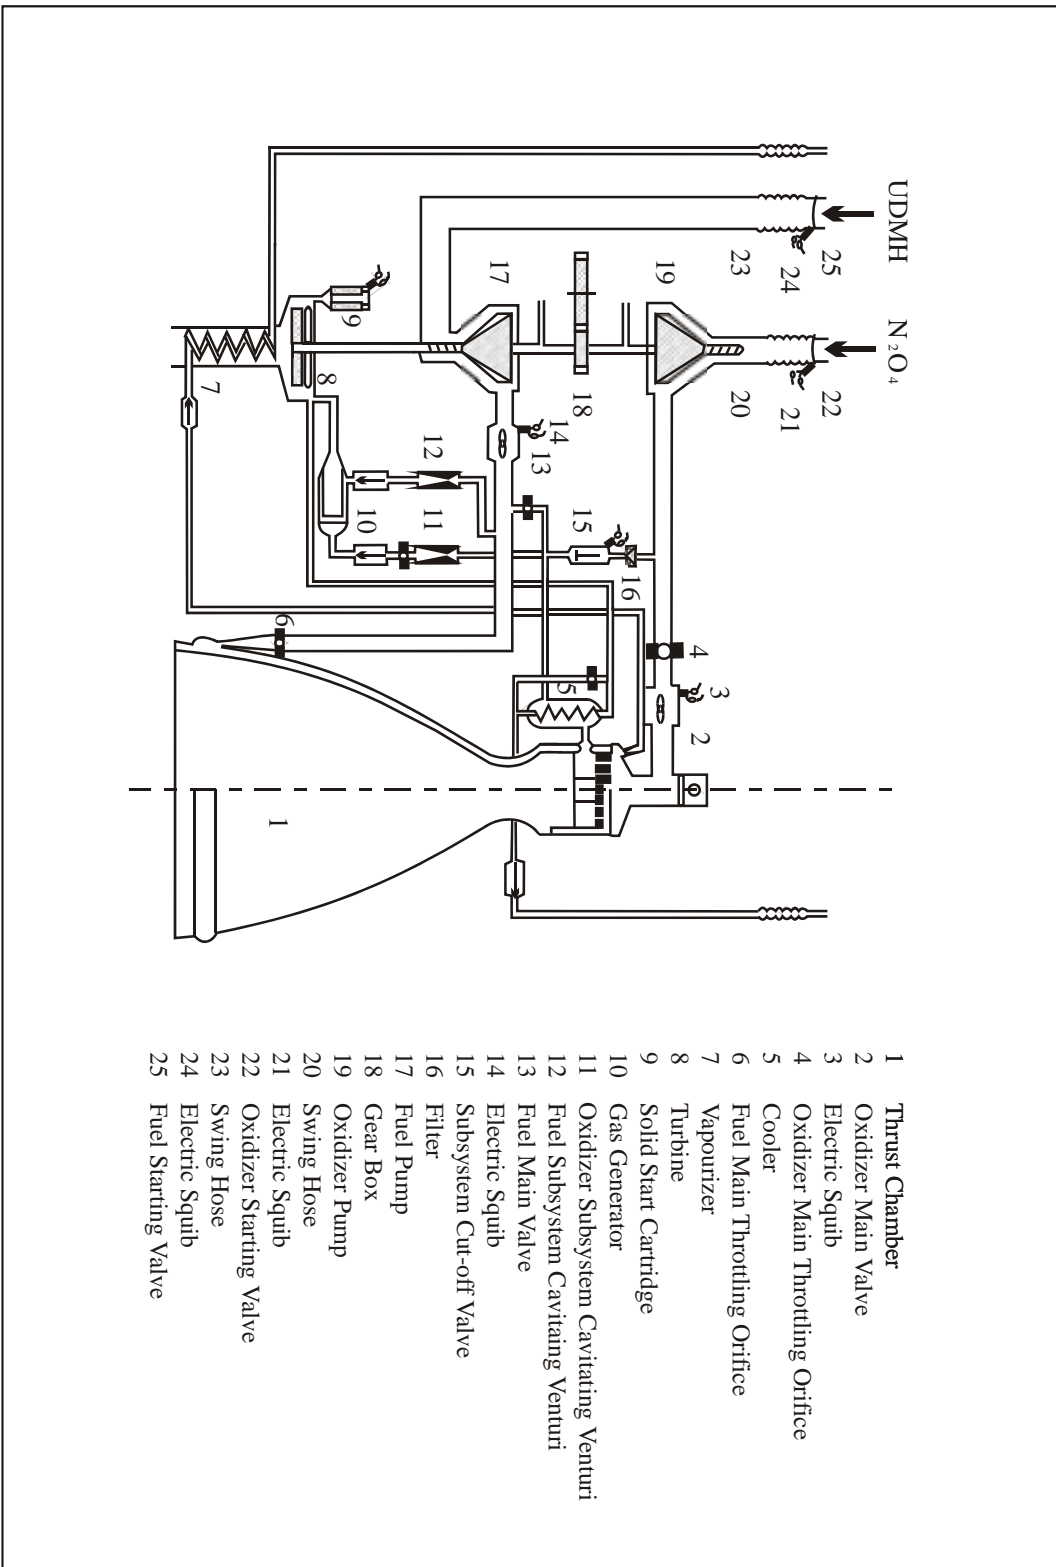 UDMH N₂O₄
25 22
24 21
23 20
3
4 2
19
16
18 15
5
14
13
17
12 11
10
9
8
6
1
7
1 Thrust Chamber
2 Oxidizer Main Valve
3 Electric Squib
4 Oxidizer Main Throttling Orifice
5 Cooler
6 Fuel Main Throttling Orifice
7 Vapourizer
8 Turbine
9 Solid Start Cartridge
10 Gas Generator
11 Oxidizer Subsystem Cavitating Venturi
12 Fuel Subsystem Cavitaing Venturi
13 Fuel Main Valve
14 Electric Squib
15 Subsystem Cut-off Valve
16 Filter
17 Fuel Pump
18 Gear Box
19 Oxidizer Pump
20 Swing Hose
21 Electric Squib
22 Oxidizer Starting Valve
23 Swing Hose
24 Electric Squib
25 Fuel Starting Valve